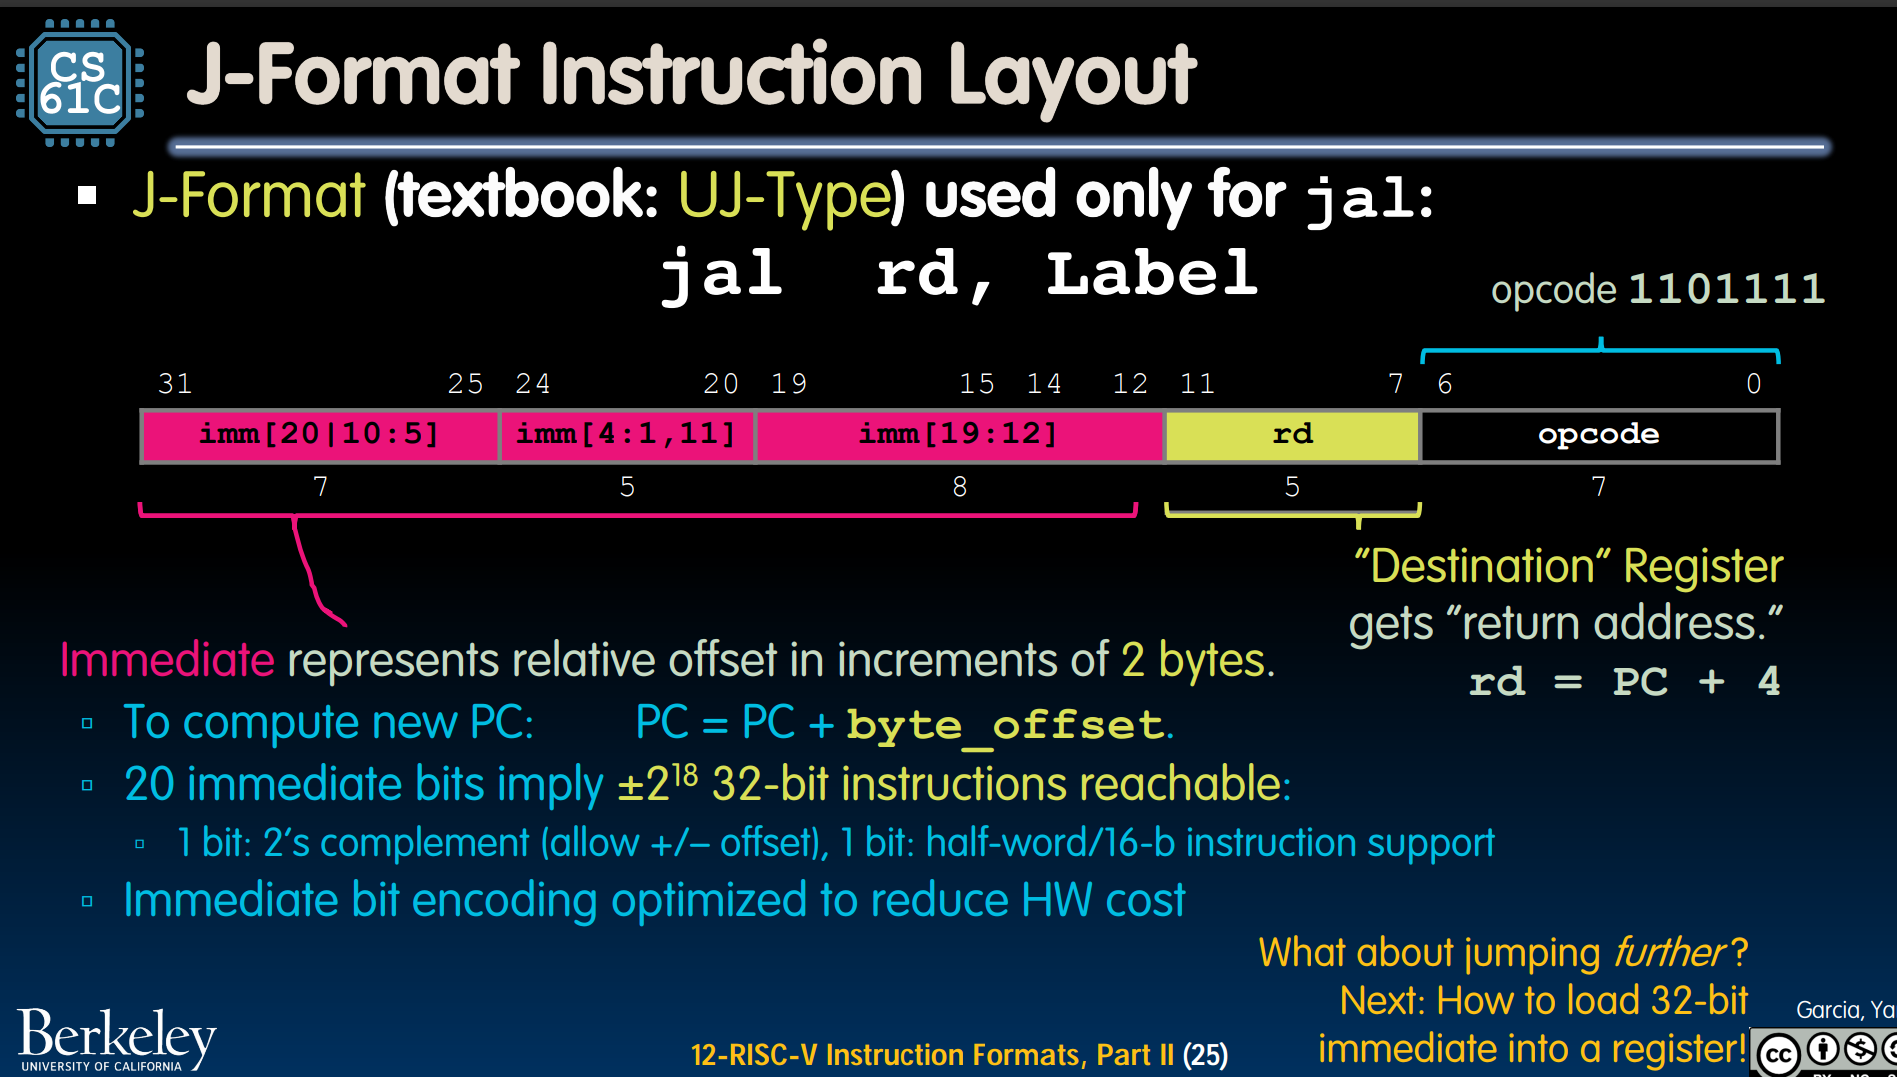 CS
61C
J-Format Instruction Layout
J-Format (textbook: UJ-Type) used only for jal:
jal rd, Label
opcode 1101111
31 25 24 20 19 15 14 12 11 7 6 0
imm[20|10:5] imm[4:1,11] imm[19:12] rd opcode
7 5 8 5 7
"Destination" Register
gets "return address."
rd = PC + 4
Immediate represents relative offset in increments of 2 bytes.
To compute new PC: PC = PC + byte_offset.
20 immediate bits imply ±2¹⁸ 32-bit instructions reachable:
1 bit: 2's complement (allow +/– offset), 1 bit: half-word/16-b instruction support
Immediate bit encoding optimized to reduce HW cost
What about jumping further?
Next: How to load 32-bit
immediate into a register!
Garcia,
Berkeley
UNIVERSITY OF CALIFORNIA
12-RISC-V Instruction Formats, Part II (25)
cc